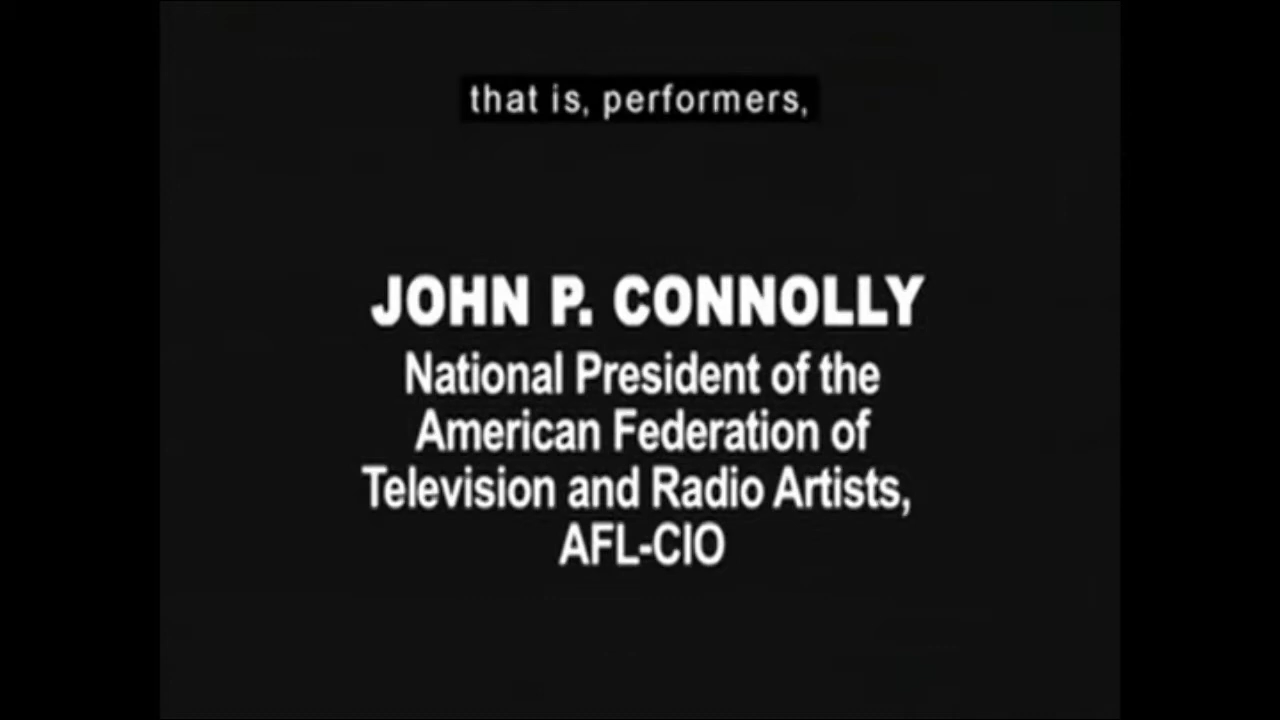 that is, performers,
JOHN P. CONNOLLY
National President of the
American Federation of
Television and Radio Artists,
AFL-CIO